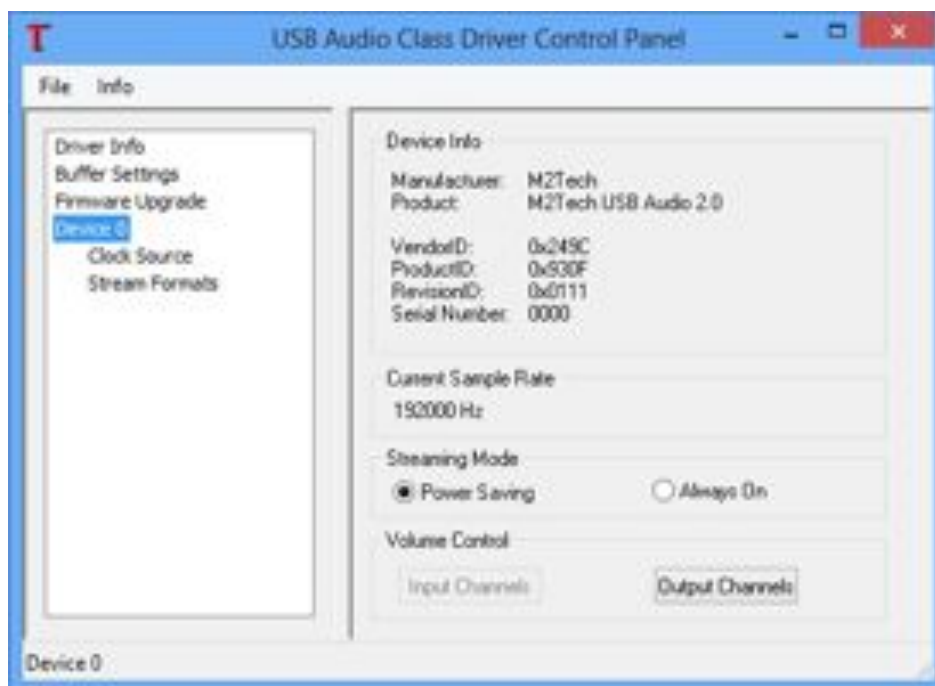 T USB Audio Class Driver Control Panel
File Info
Driver Info
Buffer Settings
Firmware Upgrade
Device 0
Clock Source
Stream Formats
Device Info
Manufacturer: M2Tech
Product: M2Tech USB Audio 2.0
VendorID: 0x249C
ProductID: 0x930F
RevisionID: 0x0111
Serial Number: 0000
Current Sample Rate
192000 Hz
Streaming Mode
Power Saving Always On
Volume Control
Input Channels Output Channels
Device 0